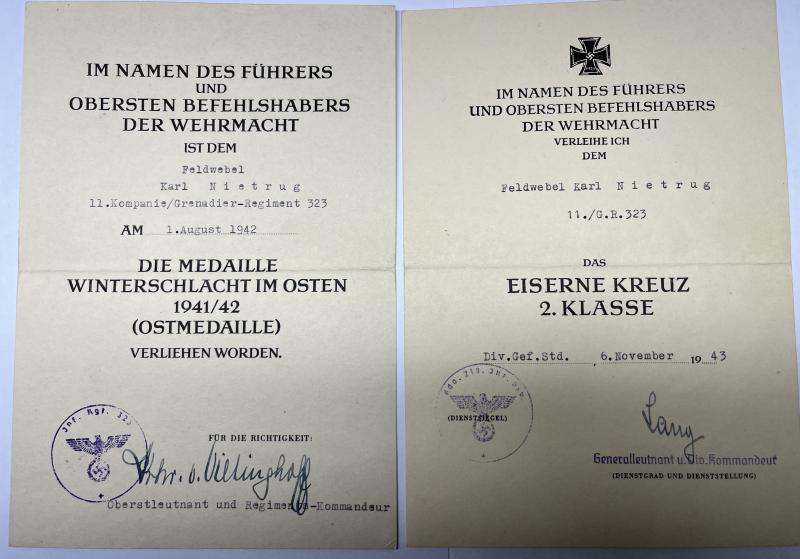 IM NAMEN DES FÜHRERS
UND
OBERSTEN BEFEHLSHABERS
DER WEHRMACHT
IST DEM
Feldwebel
Karl Nietrug
11.Kompanie/Grenadier-Regiment 323
AM 1.August 1942
DIE MEDAILLE
WINTERSCHLACHT IM OSTEN
1941/42
(OSTMEDAILLE)
VERLIEHEN WORDEN.
Inf. Rgt. 323
FÜR DIE RICHTIGKEIT:
v. Vittinghoff
Oberstleutnant und Regiments-Kommandeur
IM NAMEN DES FÜHRERS
UND OBERSTEN BEFEHLSHABERS
DER WEHRMACHT
VERLEIHE ICH
DEM
Feldwebel Karl Nietrug
11./G.R.323
DAS
EISERNE KREUZ
2. KLASSE
Div.Gef.Std. , 6.November 1943
(DIENSTSIEGEL)
Lang
Generalleutnant u. Div. Kommandeur
(DIENSTGRAD UND DIENSTSTELLUNG)